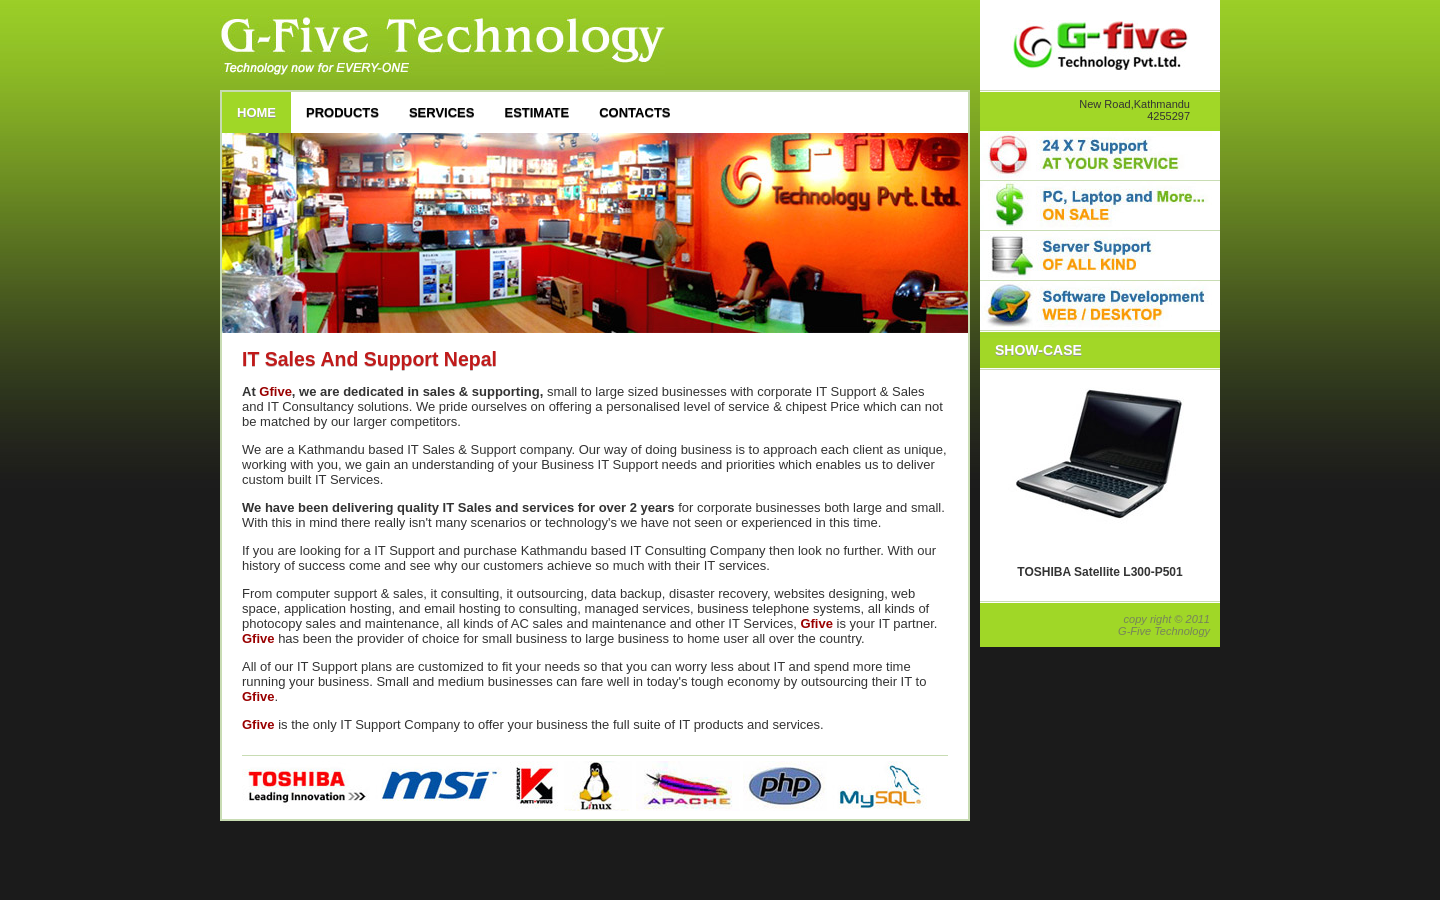 G-Five Technology
Technology now for EVERY-ONE
HOME PRODUCTS SERVICES ESTIMATE CONTACTS
G-five
Technology Pvt. Ltd.
IT Sales And Support Nepal
At Gfive, we are dedicated in sales & supporting, small to large sized businesses with corporate IT Support & Sales
and IT Consultancy solutions. We pride ourselves on offering a personalised level of service & chipest Price which can not
be matched by our larger competitors.
We are a Kathmandu based IT Sales & Support company. Our way of doing business is to approach each client as unique,
working with you, we gain an understanding of your Business IT Support needs and priorities which enables us to deliver
custom built IT Services.
We have been delivering quality IT Sales and services for over 2 years for corporate businesses both large and small.
With this in mind there really isn't many scenarios or technology's we have not seen or experienced in this time.
If you are looking for a IT Support and purchase Kathmandu based IT Consulting Company then look no further. With our
history of success come and see why our customers achieve so much with their IT services.
From computer support & sales, it consulting, it outsourcing, data backup, disaster recovery, websites designing, web
space, application hosting, and email hosting to consulting, managed services, business telephone systems, all kinds of
photocopy sales and maintenance, all kinds of AC sales and maintenance and other IT Services, Gfive is your IT partner.
Gfive has been the provider of choice for small business to large business to home user all over the country.
All of our IT Support plans are customized to fit your needs so that you can worry less about IT and spend more time
running your business. Small and medium businesses can fare well in today's tough economy by outsourcing their IT to
Gfive.
Gfive is the only IT Support Company to offer your business the full suite of IT products and services.
TOSHIBA
Leading Innovation >>>
msi
KASPERSKY
ANTI-VIRUS
Linux
APACHE
php
MySQL
G-five
Technology Pvt.Ltd.
New Road,Kathmandu
4255297
24 X 7 Support
AT YOUR SERVICE
PC, Laptop and More...
ON SALE
Server Support
OF ALL KIND
Software Development
WEB / DESKTOP
SHOW-CASE
TOSHIBA Satellite L300-P501
copy right © 2011
G-Five Technology